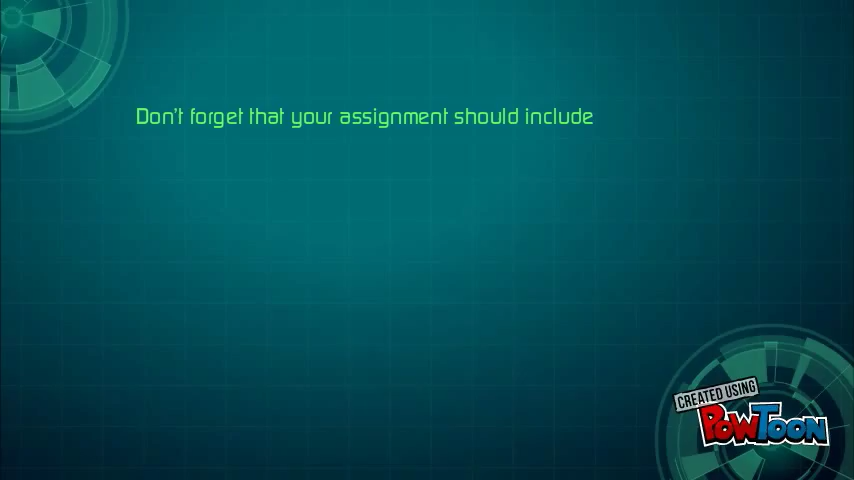 Don't forget that your assignment should include
CREATED USING
POWTOON